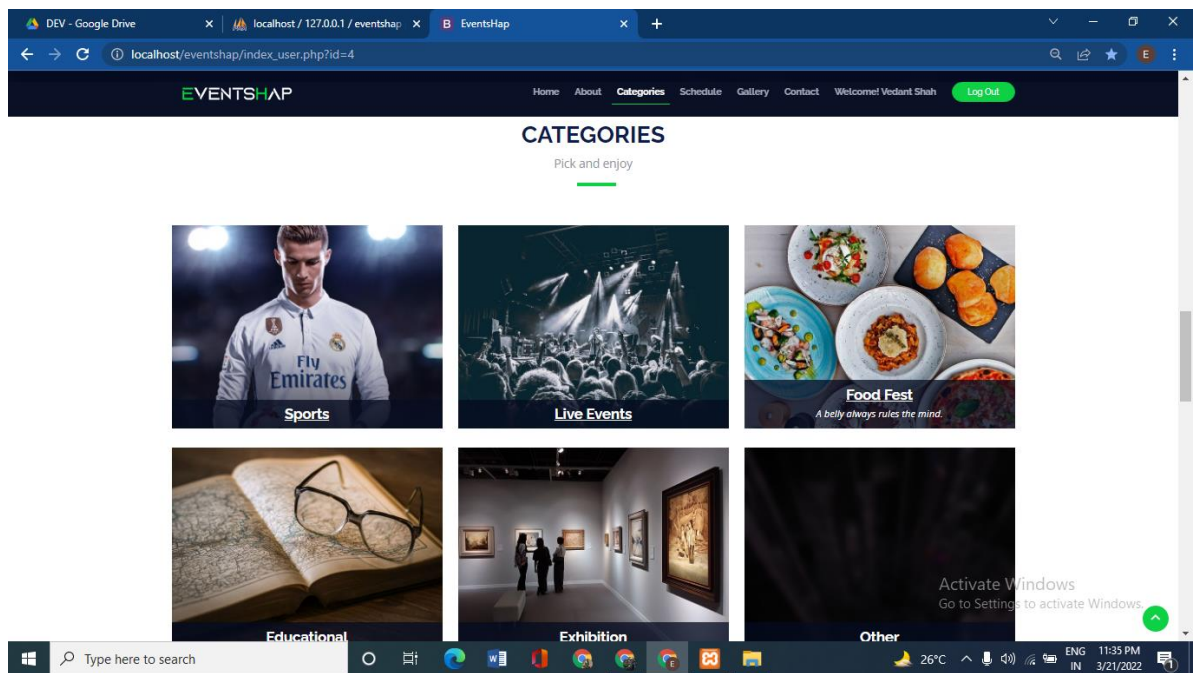 DEV - Google Drive
localhost / 127.0.0.1 / eventshap
B EventsHap
localhost/eventshap/index_user.php?id=4
E
EVENTSHAP
Home About Categories Schedule Gallery Contact Welcome! Vedant Shah Log Out
CATEGORIES
Pick and enjoy
Fly
Emirates
Sports
Live Events
Food Fest
A belly always rules the mind.
Educational
Exhibition
Other
Activate Windows
Go to Settings to activate Windows.
Type here to search
26°C
ENG
IN
11:35 PM
3/21/2022
1